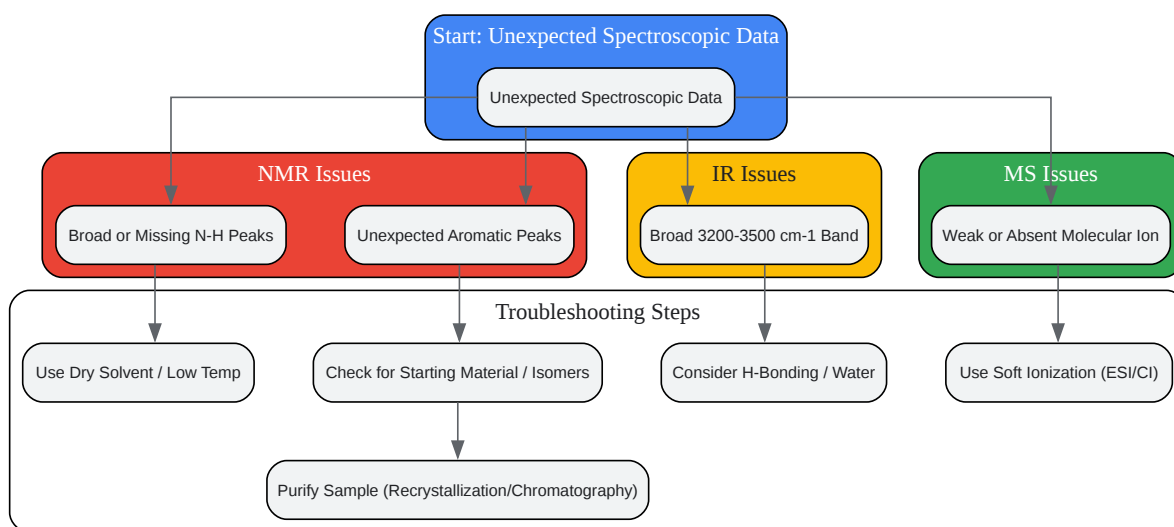 Start: Unexpected Spectroscopic Data
Unexpected Spectroscopic Data
NMR Issues
IR Issues
MS Issues
Broad or Missing N-H Peaks
Unexpected Aromatic Peaks
Broad 3200-3500 cm-1 Band
Weak or Absent Molecular Ion
Troubleshooting Steps
Use Dry Solvent / Low Temp
Check for Starting Material / Isomers
Consider H-Bonding / Water
Use Soft Ionization (ESI/CI)
Purify Sample (Recrystallization/Chromatography)